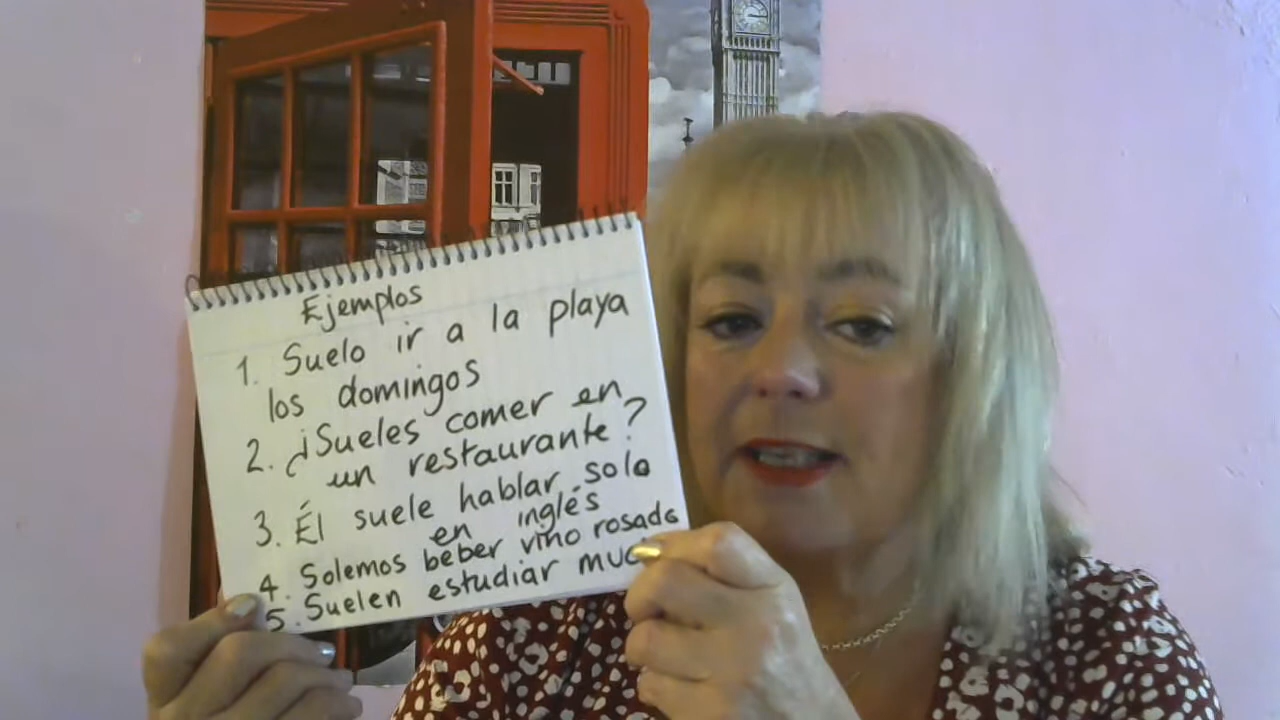 Ejemplos
1. Suelo ir a la playa
los domingos
2. ¿Sueles comer en
un restaurante?
3. Él suele hablar solo
en inglés
4. Solemos beber vino rosado
5. Suelen estudiar